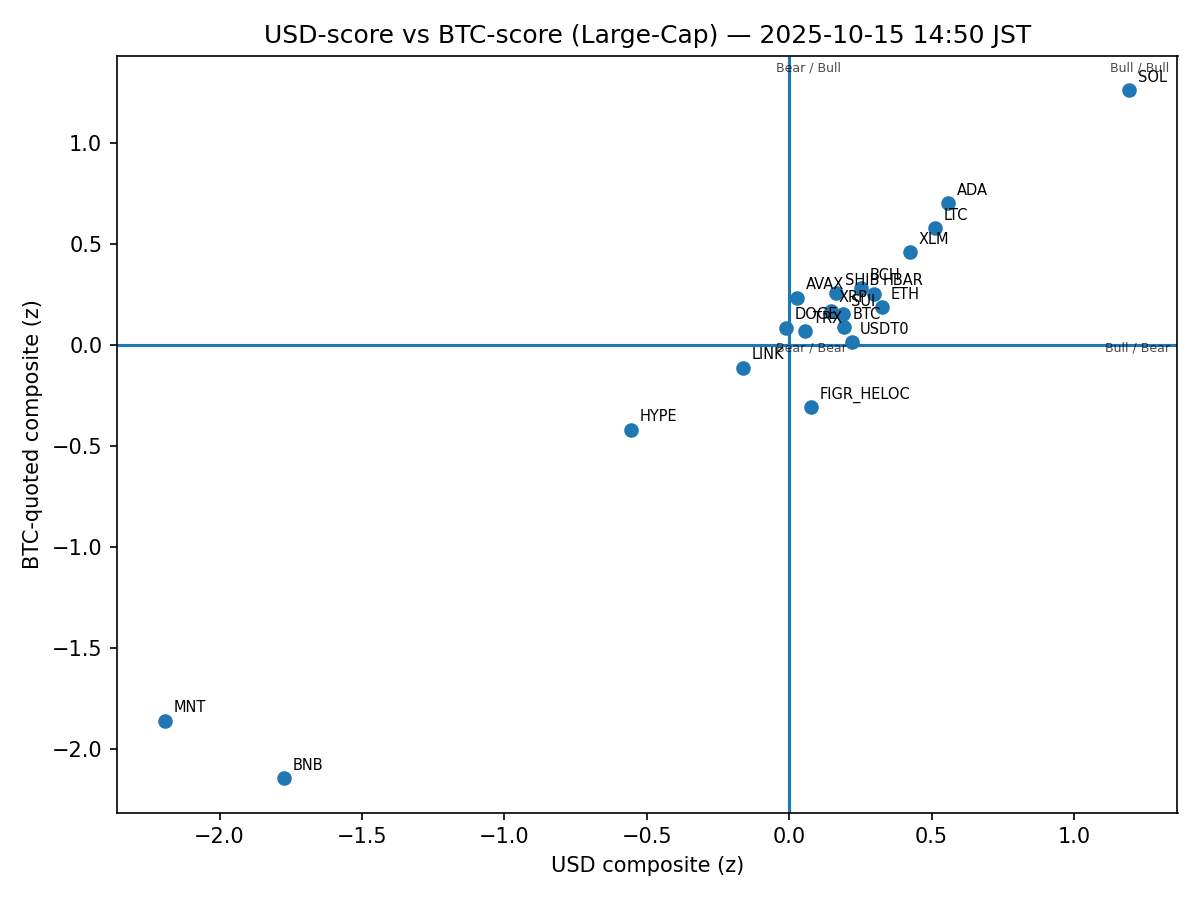 USD-score vs BTC-score (Large-Cap) — 2025-10-15 14:50 JST
Bear / Bull
Bull / Bull
SOL
ADA
LTC
XLM
BCH
AVAX
SHIB
HBAR
ETH
XRP
SUI
DOGE
TRX
BTC
USDT0
Bear / Bear
Bull / Bear
LINK
FIGR_HELOC
HYPE
MNT
BNB
1.0
0.5
0.0
−0.5
−1.0
−1.5
−2.0
BTC-quoted composite (z)
−2.0
−1.5
−1.0
−0.5
0.0
0.5
1.0
USD composite (z)